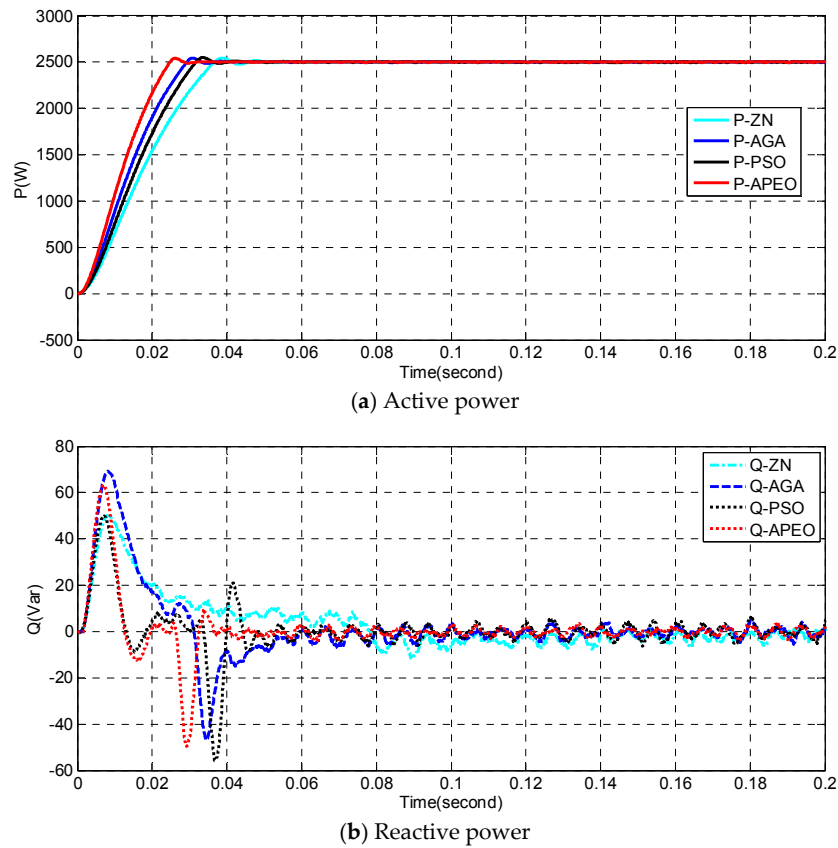 3000
2500
2000
1500
1000
500
0
-500
P(W)
P-ZN
P-AGA
P-PSO
P-APEO
0 0.02 0.04 0.06 0.08 0.1 0.12 0.14 0.16 0.18 0.2
Time(second)
(a) Active power
80
60
40
20
0
-20
-40
-60
Q(Var)
Q-ZN
Q-AGA
Q-PSO
Q-APEO
0 0.02 0.04 0.06 0.08 0.1 0.12 0.14 0.16 0.18 0.2
Time(second)
(b) Reactive power